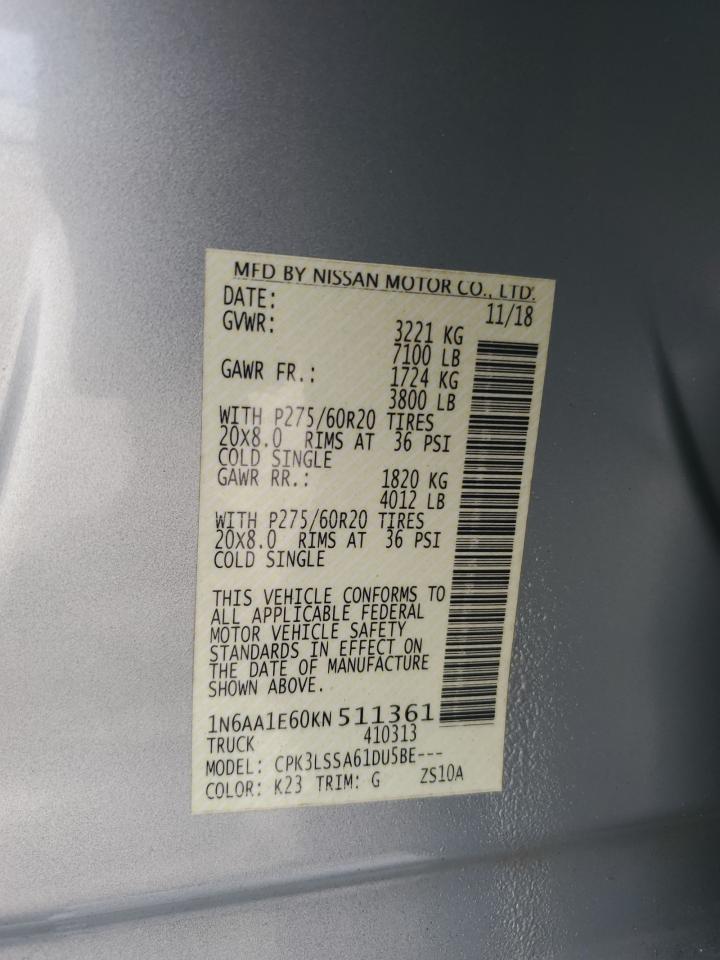 MFD BY NISSAN MOTOR CO., LTD.
DATE: 11/18
GVWR: 3221 KG
7100 LB
GAWR FR.: 1724 KG
3800 LB
WITH P275/60R20 TIRES
20X8.0 RIMS AT 36 PSI
COLD SINGLE
GAWR RR.: 1820 KG
4012 LB
WITH P275/60R20 TIRES
20X8.0 RIMS AT 36 PSI
COLD SINGLE
THIS VEHICLE CONFORMS TO
ALL APPLICABLE FEDERAL
MOTOR VEHICLE SAFETY
STANDARDS IN EFFECT ON
THE DATE OF MANUFACTURE
SHOWN ABOVE.
1N6AA1E60KN511361
TRUCK 410313
MODEL: CPK3LSSA61DU5BE---
COLOR: K23 TRIM: G ZS10A